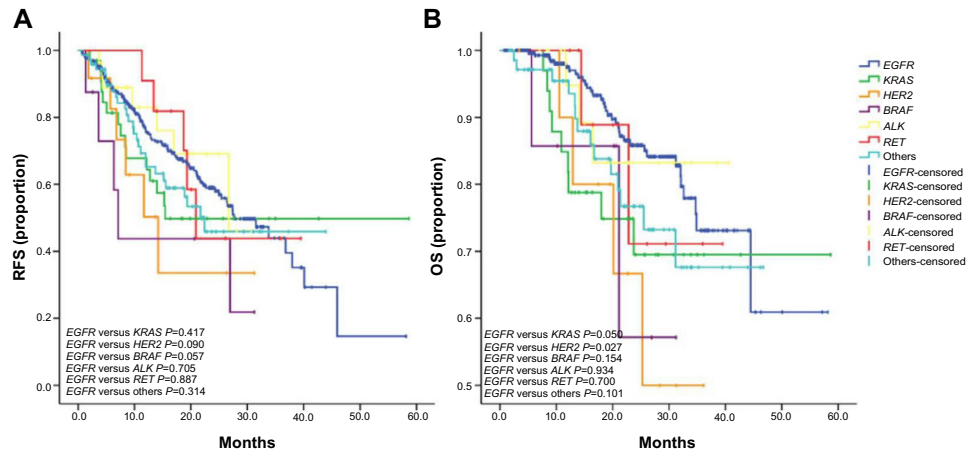 A
1.0
0.8
0.6
0.4
0.2
0.0
RFS (proportion)
EGFR versus KRAS P=0.417
EGFR versus HER2 P=0.090
EGFR versus BRAF P=0.057
EGFR versus ALK P=0.705
EGFR versus RET P=0.887
EGFR versus others P=0.314
0.0 10.0 20.0 30.0 40.0 50.0 60.0
Months
B
1.0
0.9
0.8
0.7
0.6
0.5
OS (proportion)
EGFR versus KRAS P=0.050
EGFR versus HER2 P=0.027
EGFR versus BRAF P=0.154
EGFR versus ALK P=0.934
EGFR versus RET P=0.700
EGFR versus others P=0.101
0.0 10.0 20.0 30.0 40.0 50.0 60.0
Months
EGFR
KRAS
HER2
BRAF
ALK
RET
Others
EGFR-censored
KRAS-censored
HER2-censored
BRAF-censored
ALK-censored
RET-censored
Others-censored